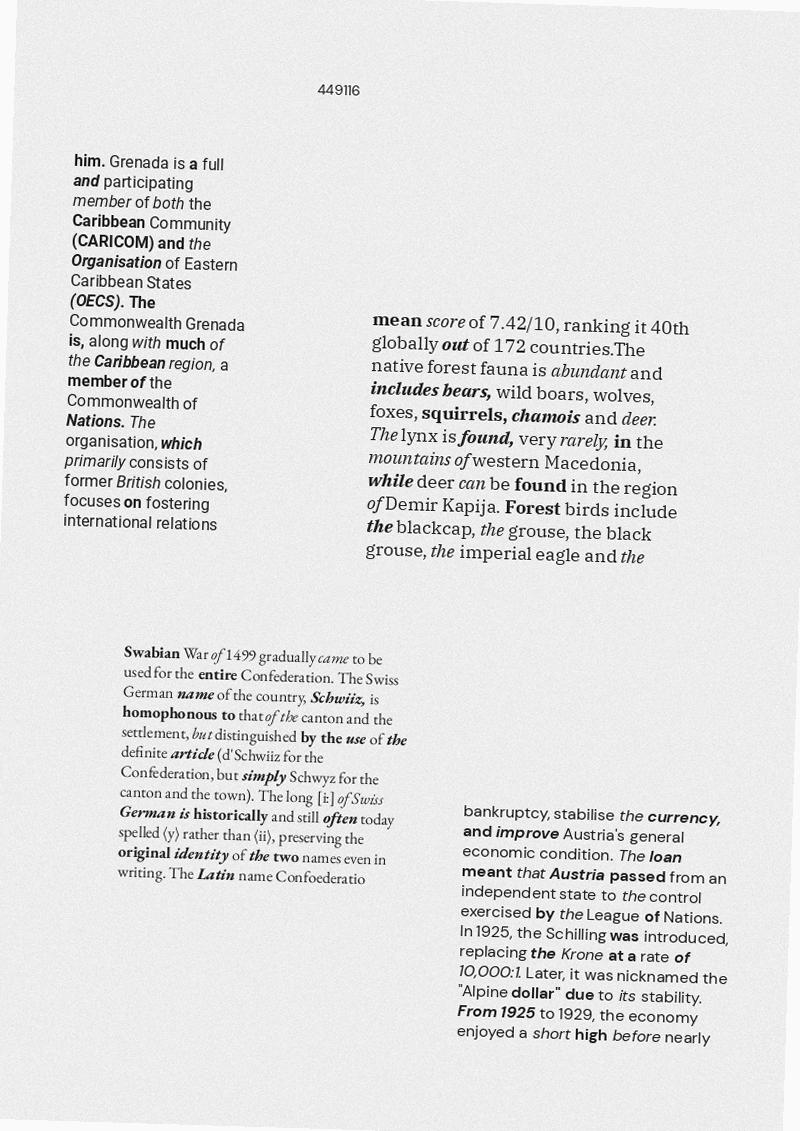 449116
him. Grenada is a full
and participating
member of both the
Caribbean Community
(CARICOM) and the
Organisation of Eastern
Caribbean States
(OECS). The
Commonwealth Grenada
is, along with much of
the Caribbean region, a
member of the
Commonwealth of
Nations. The
organisation, which
primarily consists of
former British colonies,
focuses on fostering
international relations
mean score of 7.42/10, ranking it 40th
globally out of 172 countries.The
native forest fauna is abundant and
includes bears, wild boars, wolves,
foxes, squirrels, chamois and deer.
The lynx is found, very rarely, in the
mountains of western Macedonia,
while deer can be found in the region
of Demir Kapija. Forest birds include
the blackcap, the grouse, the black
grouse, the imperial eagle and the
Swabian War of 1499 gradually came to be
used for the entire Confederation. The Swiss
German name of the country, Schwiiz, is
homophonous to that of the canton and the
settlement, but distinguished by the use of the
definite article (d'Schwiiz for the
Confederation, but simply Schwyz for the
canton and the town). The long [iː] of Swiss
German is historically and still often today
spelled ⟨y⟩ rather than ⟨ii⟩, preserving the
original identity of the two names even in
writing. The Latin name Confoederatio
bankruptcy, stabilise the currency,
and improve Austria's general
economic condition. The loan
meant that Austria passed from an
independent state to the control
exercised by the League of Nations.
In 1925, the Schilling was introduced,
replacing the Krone at a rate of
10,000:1. Later, it was nicknamed the
"Alpine dollar" due to its stability.
From 1925 to 1929, the economy
enjoyed a short high before nearly